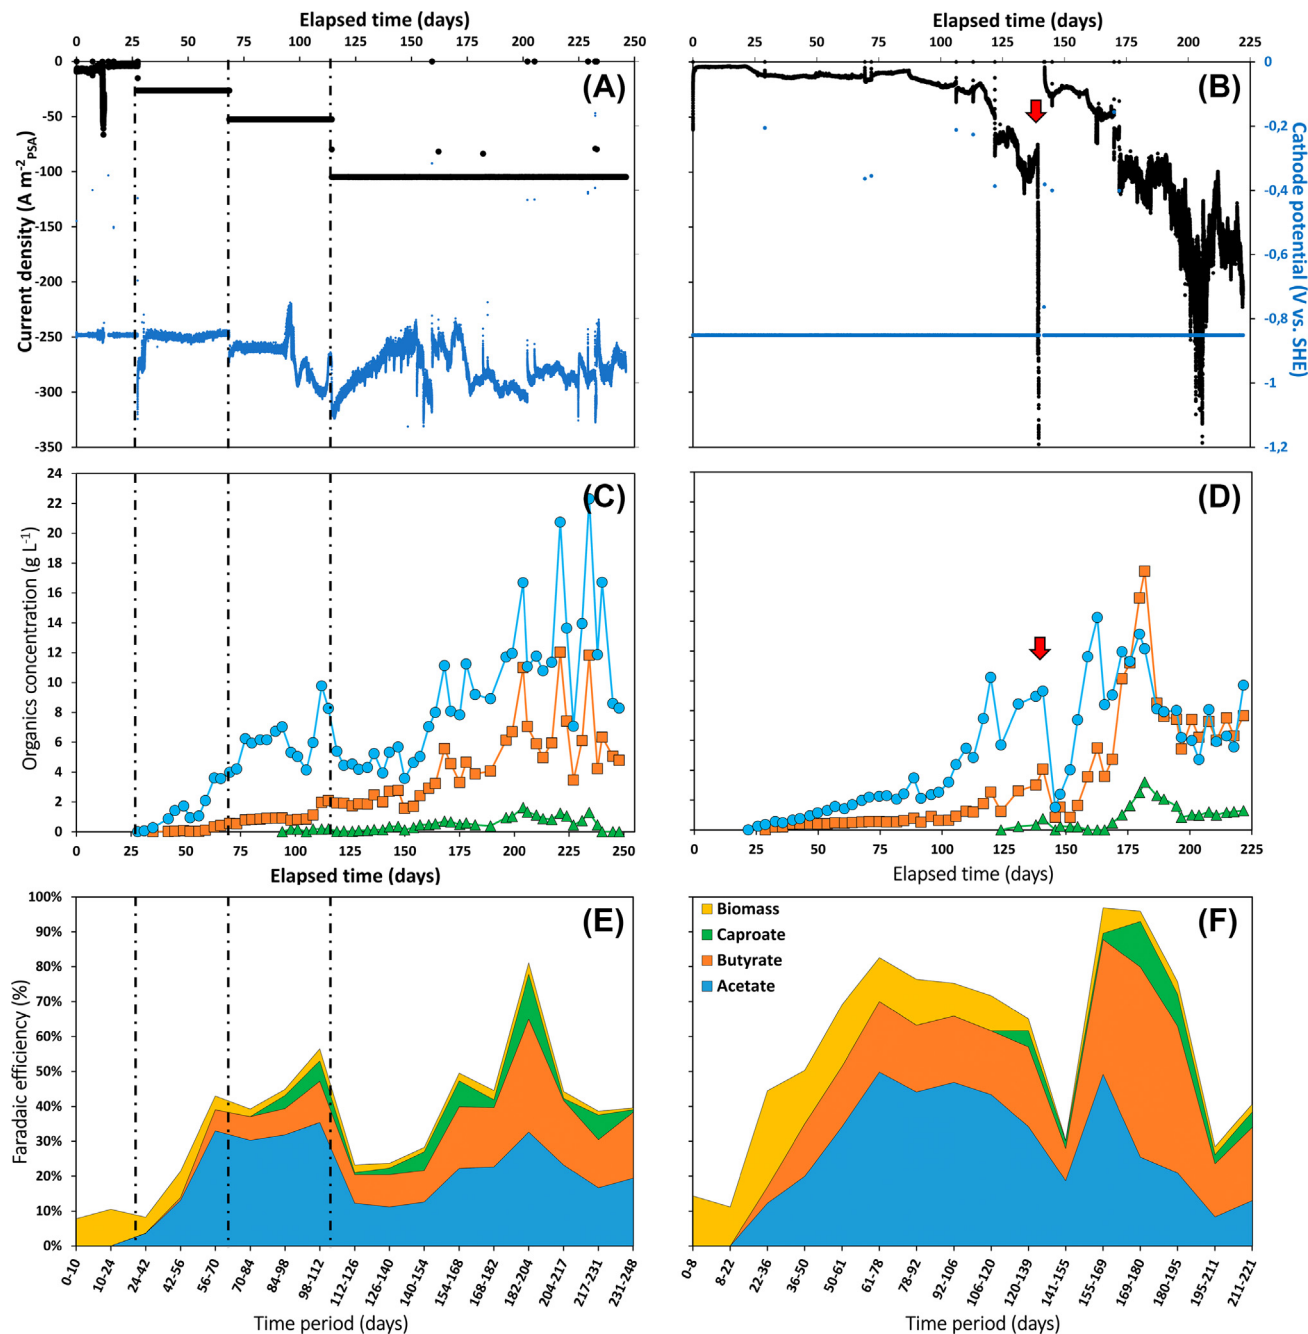 Elapsed time (days)
0 25 50 75 100 125 150 175 200 225 250
(A)
0
-50
-100
-150
-200
-250
-300
-350
Current density (A m⁻²PSA)
Elapsed time (days)
0 25 50 75 100 125 150 175 200 225
(B)
0
-0,2
-0,4
-0,6
-0,8
-1
-1,2
Cathode potential (V vs. SHE)
(C)
24
22
20
18
16
14
12
10
8
6
4
2
0
Organics concentration (g L⁻¹)
0 25 50 75 100 125 150 175 200 225 250
Elapsed time (days)
(D)
0 25 50 75 100 125 150 175 200 225
Elapsed time (days)
(E)
100%
90%
80%
70%
60%
50%
40%
30%
20%
10%
0%
Faradaic efficiency (%)
0-10 10-24 24-42 42-56 56-70 70-84 84-98 98-112 112-126 126-140 140-154 154-168 168-182 182-204 204-217 217-231 231-248
Time period (days)
(F)
Biomass
Caproate
Butyrate
Acetate
0-8 8-22 22-36 36-50 50-61 61-78 78-92 92-106 106-120 120-139 141-155 155-169 169-180 180-195 195-211 211-221
Time period (days)